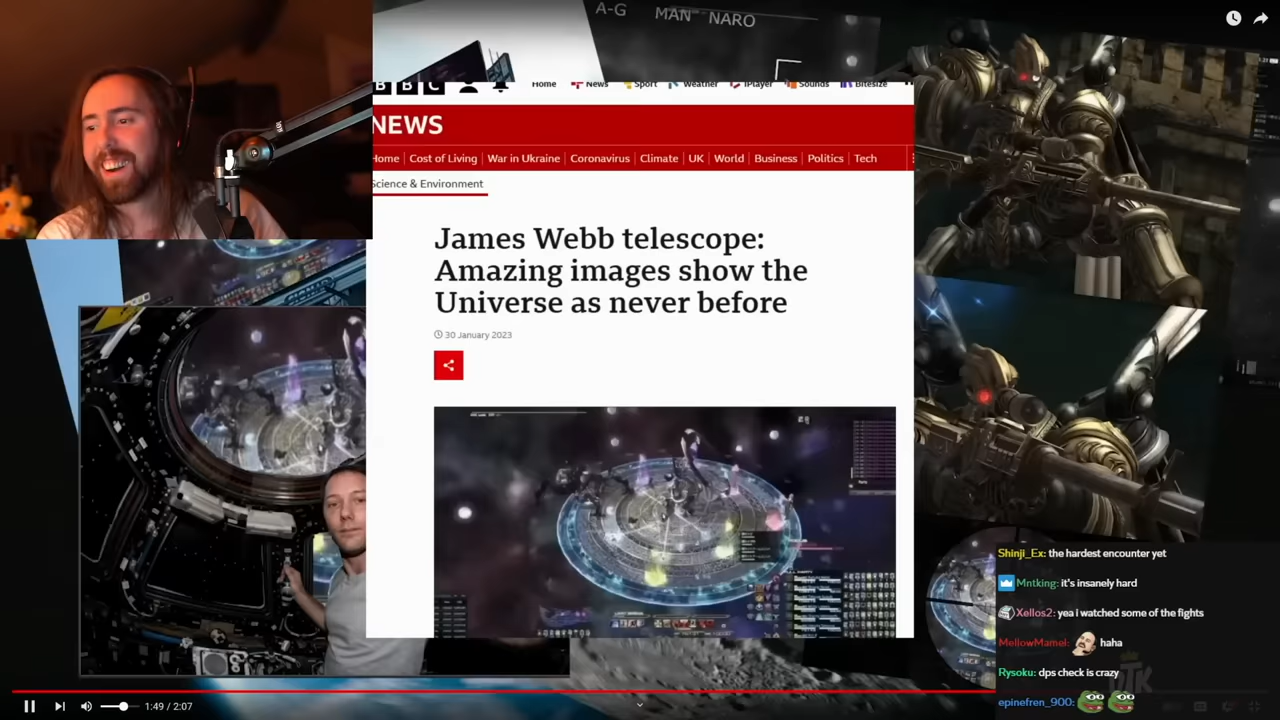 A-G MAN NARO
BBC
Home News Sport Weather iPlayer Sounds Bitesize
NEWS
Home Cost of Living War in Ukraine Coronavirus Climate UK World Business Politics Tech
Science & Environment
James Webb telescope:
Amazing images show the
Universe as never before
30 January 2023
Shinji_Ex: the hardest encounter yet
Mntking: it's insanely hard
Xellos2: yea i watched some of the fights
MellowMamei: haha
Rysoku: dps check is crazy
epinefren_900:
1:49 / 2:07